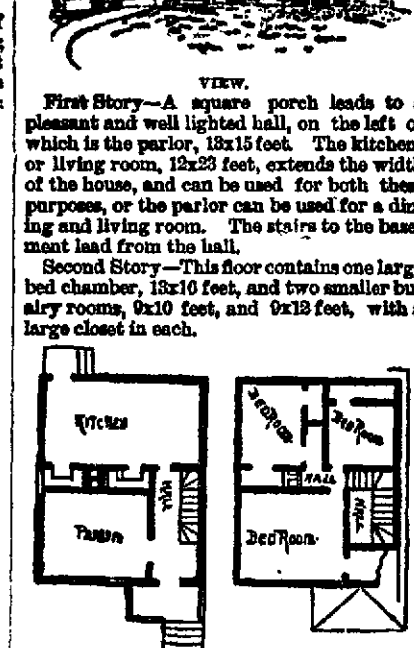 VIEW.
First Story—A square porch leads to
pleasant and well lighted hall, on the left o
which is the parlor, 13x15 feet. The kitchen
or living room, 12x23 feet, extends the widt
of the house, and can be used for both thes
purposes, or the parlor can be used for a din
ing and living room. The stairs to the base
ment lead from the hall.
Second Story—This floor contains one larg
bed chamber, 13x16 feet, and two smaller bu
airy rooms, 9x10 feet, and 9x12 feet, with
large closet in each.
KITCHEN
HALL
PARLOR
BEDROOM
BEDROOM
HALL
HALL
BEDROOM